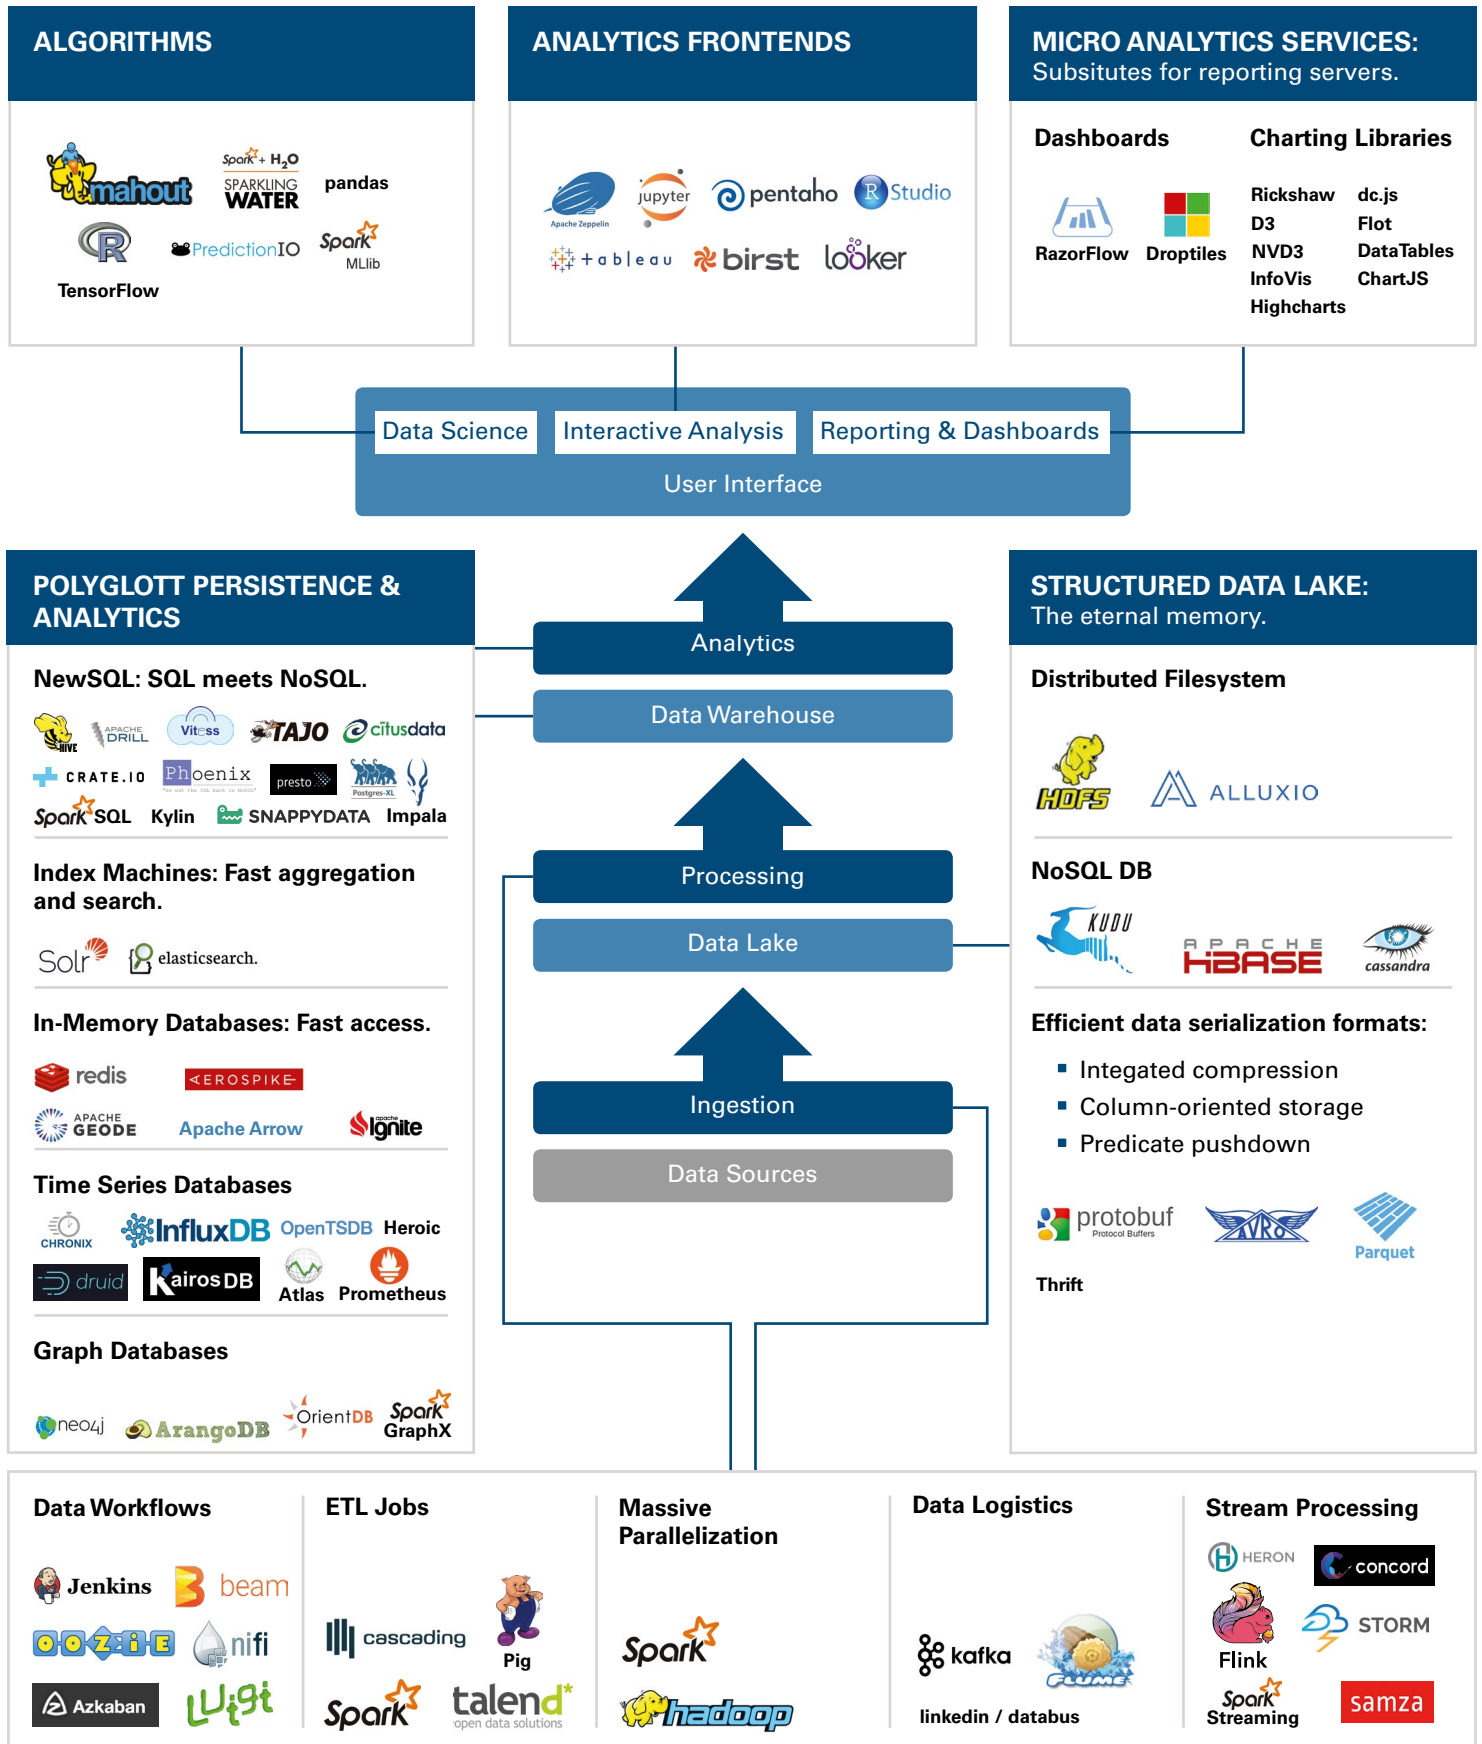 ALGORITHMS
mahout
Spark + H2O
SPARKLING
WATER
pandas
R
PredictionIO
Spark
MLlib
TensorFlow
ANALYTICS FRONTENDS
Apache Zeppelin
jupyter
pentaho
R Studio
+ableau
birst
looker
MICRO ANALYTICS SERVICES:
Subsitutes for reporting servers.
Dashboards
RazorFlow
Droptiles
Charting Libraries
Rickshaw
D3
NVD3
InfoVis
Highcharts
dc.js
Flot
DataTables
ChartJS
Data Science
Interactive Analysis
Reporting & Dashboards
User Interface
POLYGLOTT PERSISTENCE &
ANALYTICS
NewSQL: SQL meets NoSQL.
HIVE
APACHE
DRILL
Vitess
TAJO
citusdata
CRATE.IO
Phoenix
"We put the SQL back in NoSQL"
presto
Postgres-XL
Spark SQL
Kylin
SNAPPYDATA
Impala
Index Machines: Fast aggregation
and search.
Solr
elasticsearch.
In-Memory Databases: Fast access.
redis
AEROSPIKE
APACHE
GEODE
Apache Arrow
apache
Ignite
Time Series Databases
CHRONIX
InfluxDB
OpenTSDB
Heroic
druid
KairosDB
Atlas
Prometheus
Graph Databases
neo4j
ArangoDB
OrientDB
Spark
GraphX
Analytics
Data Warehouse
Processing
Data Lake
Ingestion
Data Sources
STRUCTURED DATA LAKE:
The eternal memory.
Distributed Filesystem
HDFS
ALLUXIO
NoSQL DB
KUDU
APACHE
HBASE
cassandra
Efficient data serialization formats:
Integated compression
Column-oriented storage
Predicate pushdown
protobuf
Protocol Buffers
AVRO
Parquet
Thrift
Data Workflows
Jenkins
beam
OOZIE
nifi
Azkaban
Luigi
ETL Jobs
cascading
Pig
Spark
talend*
open data solutions
Massive
Parallelization
Spark
hadoop
Data Logistics
kafka
FLUME
linkedin / databus
Stream Processing
HERON
concord
Flink
STORM
Spark
Streaming
samza